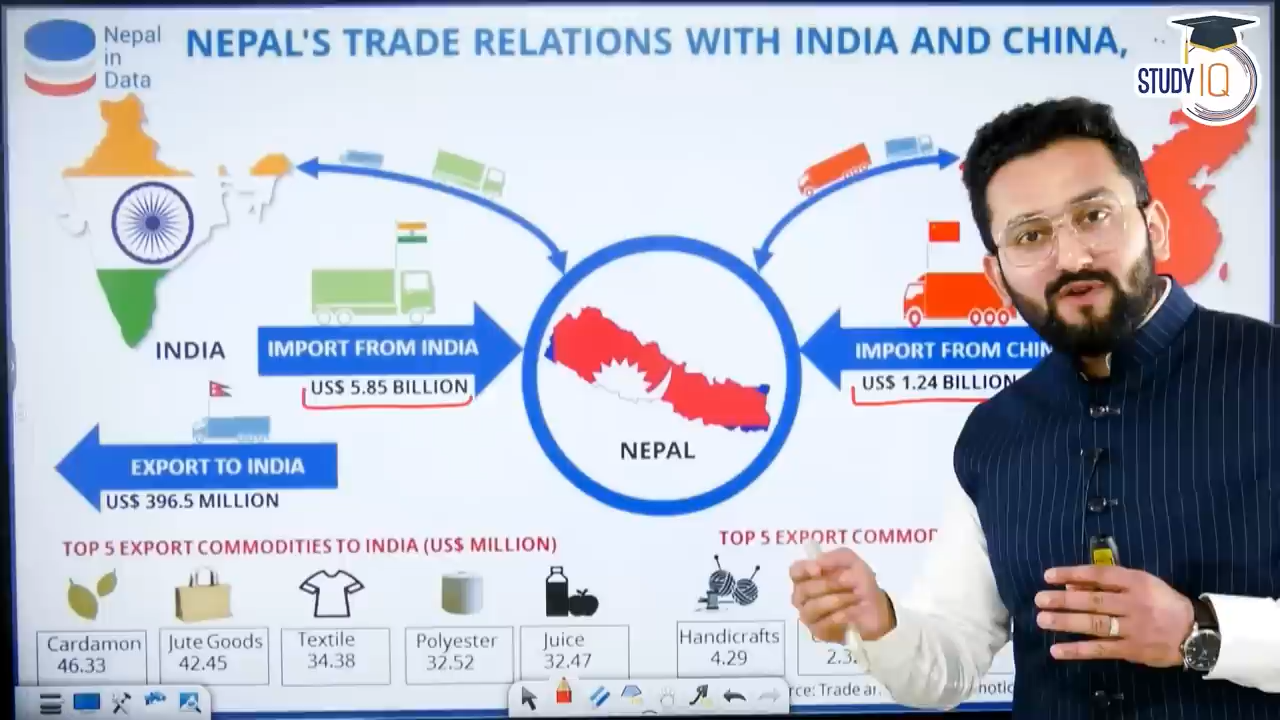 Nepal
in
Data
NEPAL'S TRADE RELATIONS WITH INDIA AND CHINA,
STUDY IQ
INDIA
IMPORT FROM INDIA
US$ 5.85 BILLION
IMPORT FROM CHIN
US$ 1.24 BILLION
NEPAL
EXPORT TO INDIA
US$ 396.5 MILLION
TOP 5 EXPORT COMMODITIES TO INDIA (US$ MILLION)
TOP 5 EXPORT COMMOD
Cardamon
46.33
Jute Goods
42.45
Textile
34.38
Polyester
32.52
Juice
32.47
Handicrafts
4.29